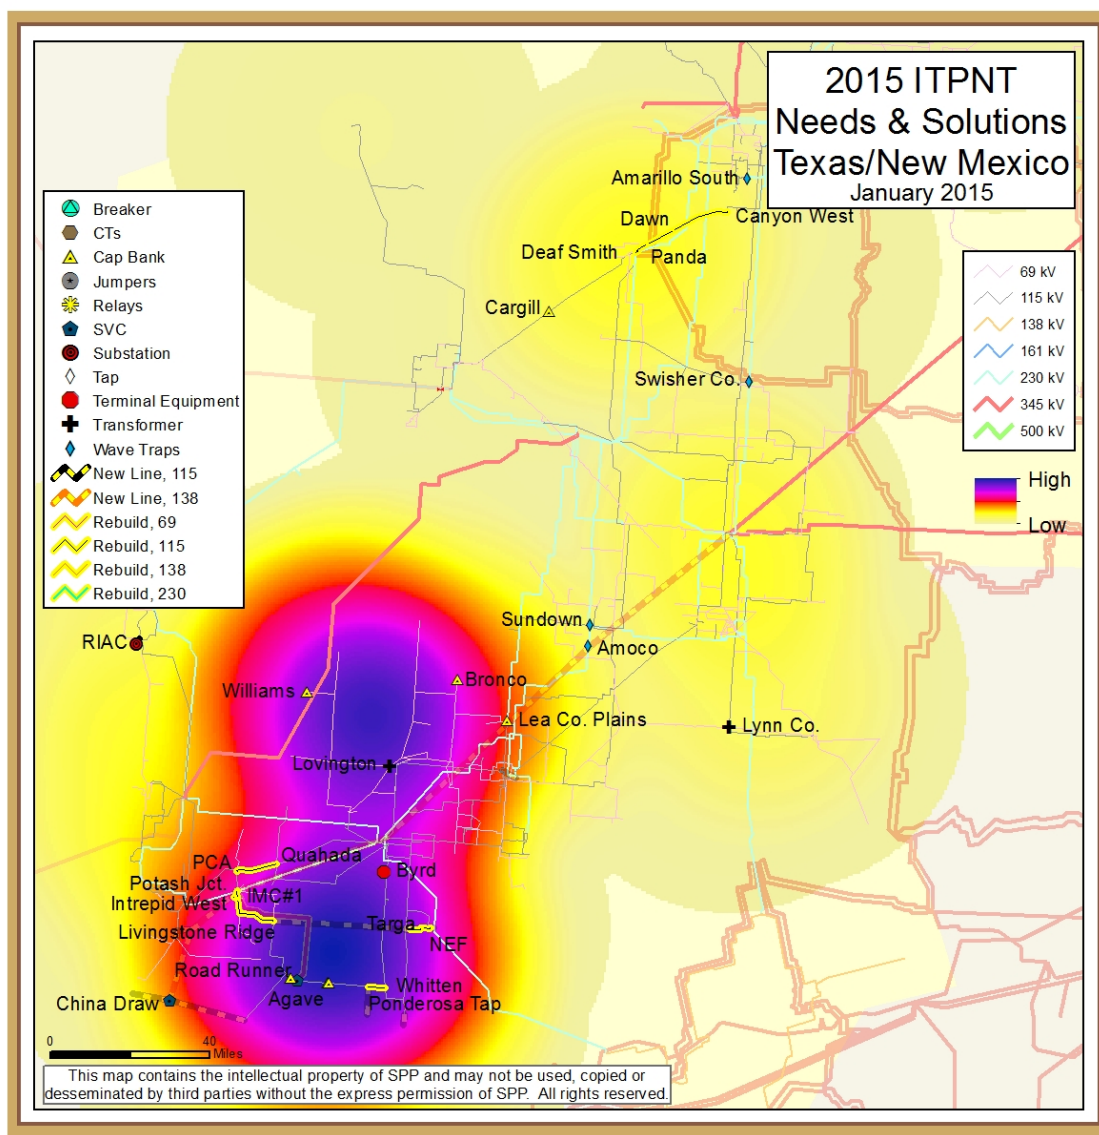 2015 ITPNT
Needs & Solutions
Texas/New Mexico
January 2015
Breaker
CTs
Cap Bank
Jumpers
Relays
SVC
Substation
Tap
Terminal Equipment
Transformer
Wave Traps
New Line, 115
New Line, 138
Rebuild, 69
Rebuild, 115
Rebuild, 138
Rebuild, 230
69 kV
115 kV
138 kV
161 kV
230 kV
345 kV
500 kV
High
Low
Amarillo South
Dawn
Canyon West
Deaf Smith
Panda
Cargill
Swisher Co.
Sundown
Amoco
RIAC
Williams
Bronco
Lea Co. Plains
Lynn Co.
Lovington
PCA
Quahada
Byrd
Potash Jct.
IMC#1
Intrepid West
Livingstone Ridge
Targa
NEF
Road Runner
Agave
Whitten
China Draw
Ponderosa Tap
0
40
Miles
This map contains the intellectual property of SPP and may not be used, copied or
desseminated by third parties without the express permission of SPP.  All rights reserved.